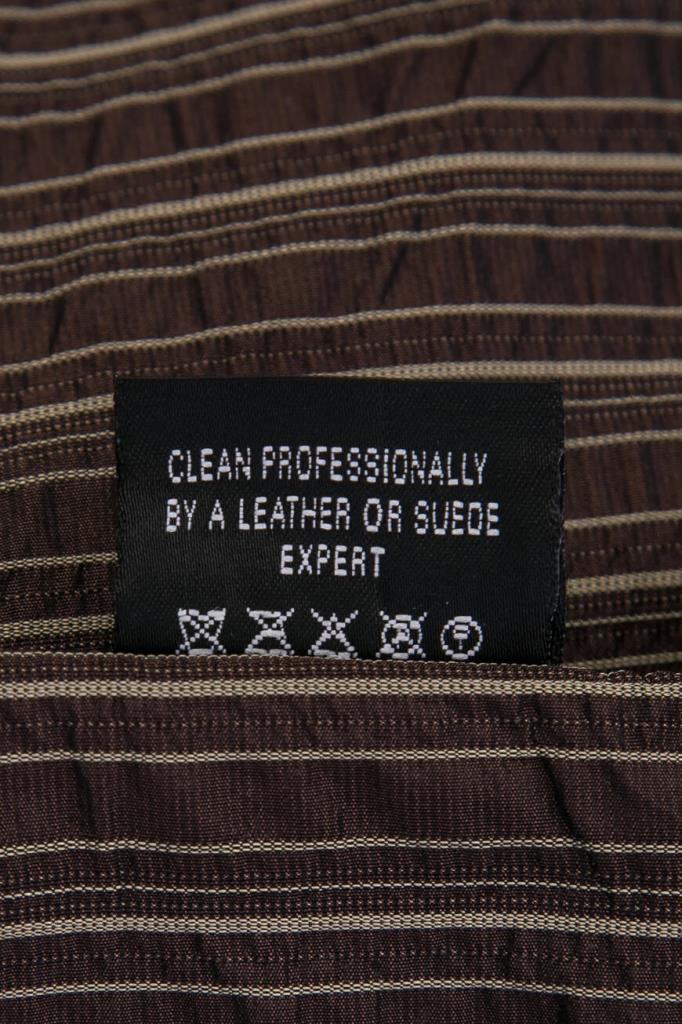 CLEAN PROFESSIONALLY
BY A LEATHER OR SUEDE
EXPERT